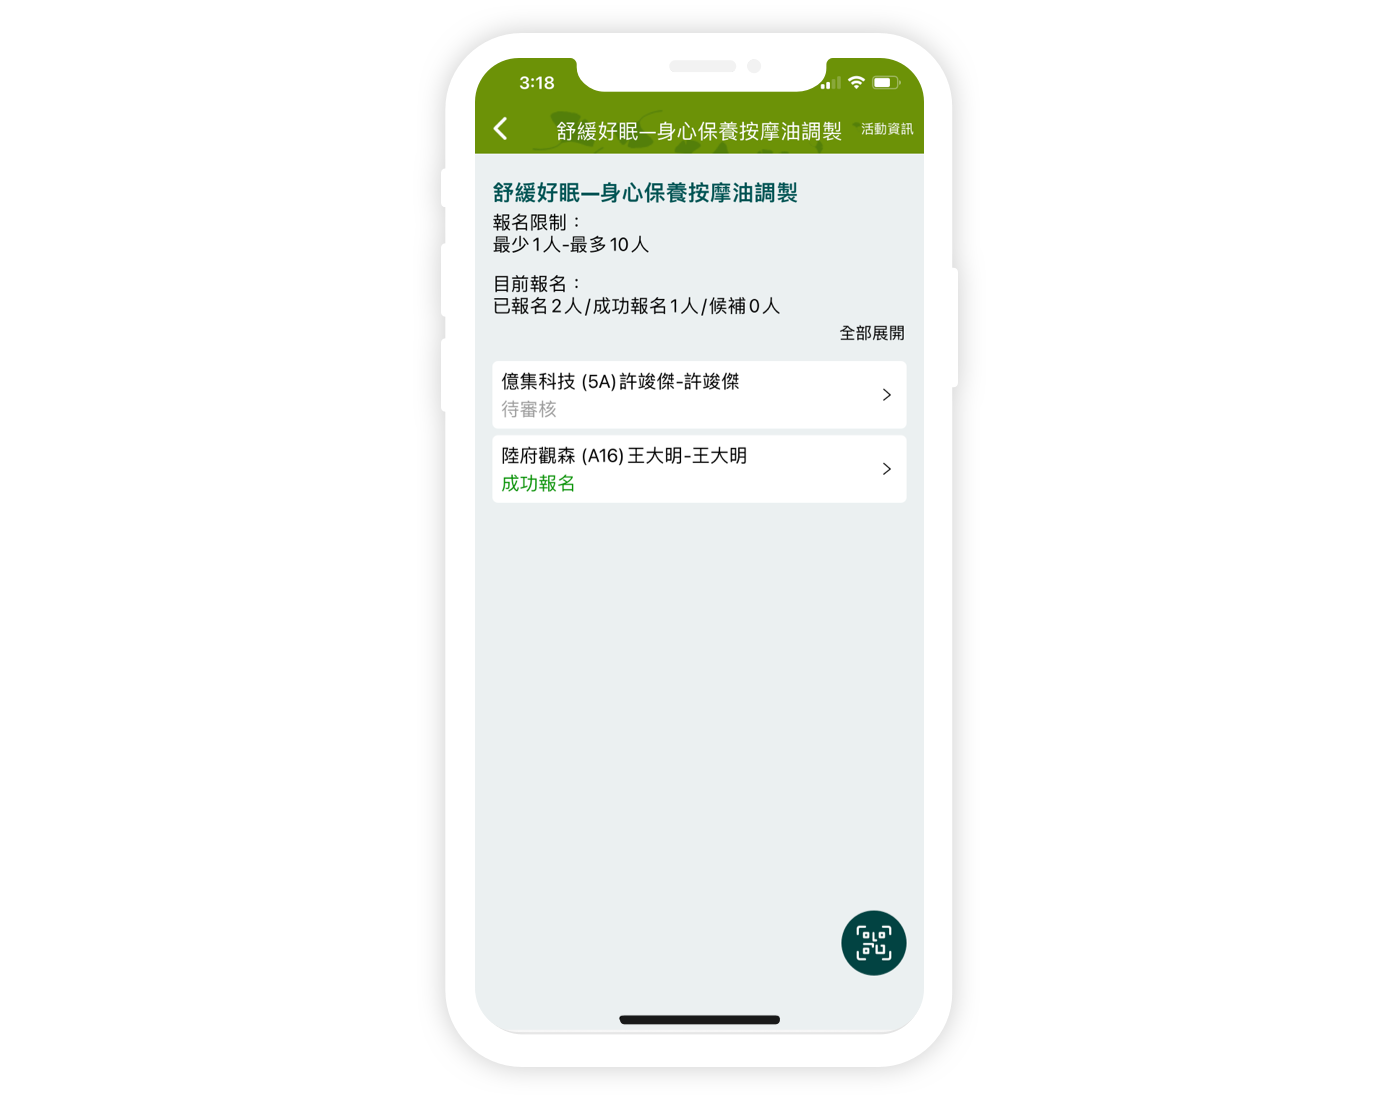 3:18
舒緩好眠—身心保養按摩油調製
活動資訊
舒緩好眠—身心保養按摩油調製
報名限制：
最少1人-最多10人
目前報名：
已報名2人/成功報名1人/候補0人
全部展開
億集科技 (5A)許竣傑-許竣傑
待審核
陸府觀森 (A16)王大明-王大明
成功報名